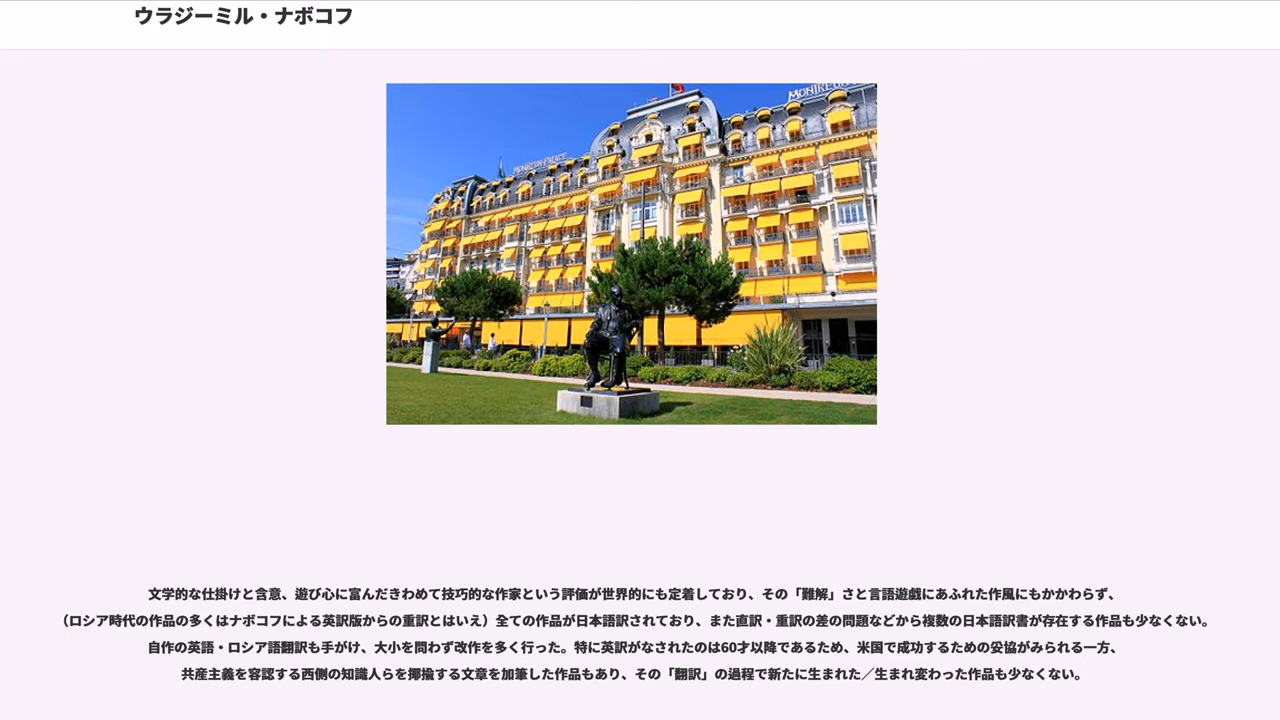 ウラジーミル・ナボコフ
MONTREUX PALACE
文学的な仕掛けと含意、遊び心に富んだきわめて技巧的な作家という評価が世界的にも定着しており、その「難解」さと言語遊戯にあふれた作風にもかかわらず、
（ロシア時代の作品の多くはナボコフによる英訳版からの重訳とはいえ）全ての作品が日本語訳されており、また直訳・重訳の差の問題などから複数の日本語訳書が存在する作品も少なくない。
自作の英語・ロシア語翻訳も手がけ、大小を問わず改作を多く行った。特に英訳がなされたのは60才以降であるため、米国で成功するための妥協がみられる一方、
共産主義を容認する西側の知識人らを揶揄する文章を加筆した作品もあり、その「翻訳」の過程で新たに生まれた／生まれ変わった作品も少なくない。